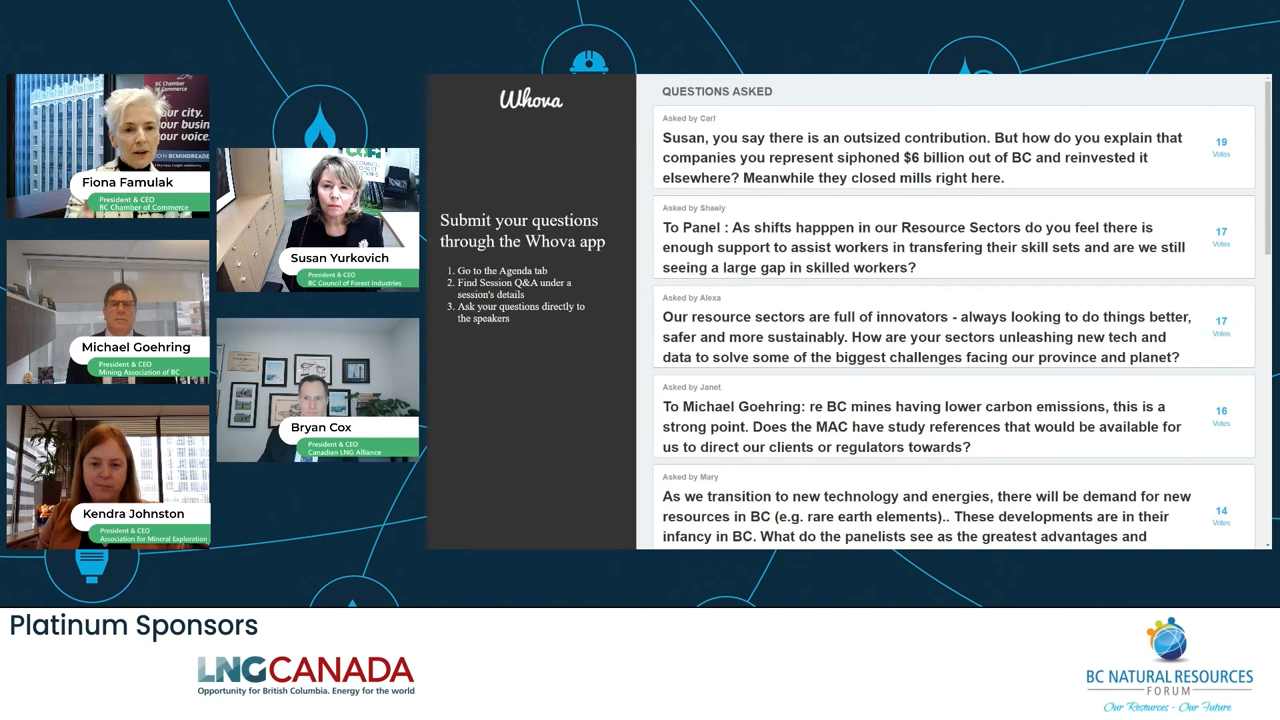 BC Chamber
of Commerce
our city.
our busin
our voice.
JOIN BCMINDREADE
Fiona Famulak
President & CEO
BC Chamber of Commerce
Susan Yurkovich
President & CEO
BC Council of Forest Industries
Michael Goehring
President & CEO
Mining Association of BC
Bryan Cox
President & CEO
Canadian LNG Alliance
Kendra Johnston
President & CEO
Association for Mineral Exploration
Whova
Submit your questions
through the Whova app
1. Go to the Agenda tab
2. Find Session Q&A under a
session's details
3. Ask your questions directly to
the speakers
QUESTIONS ASKED
Asked by Carl
Susan, you say there is an outsized contribution. But how do you explain that
companies you represent siphoned $6 billion out of BC and reinvested it
elsewhere? Meanwhile they closed mills right here.
19
Votes
Asked by Shaely
To Panel : As shifts happpen in our Resource Sectors do you feel there is
enough support to assist workers in transfering their skill sets and are we still
seeing a large gap in skilled workers?
17
Votes
Asked by Alexa
Our resource sectors are full of innovators - always looking to do things better,
safer and more sustainably. How are your sectors unleashing new tech and
data to solve some of the biggest challenges facing our province and planet?
17
Votes
Asked by Janet
To Michael Goehring: re BC mines having lower carbon emissions, this is a
strong point. Does the MAC have study references that would be available for
us to direct our clients or regulators towards?
16
Votes
Asked by Mary
As we transition to new technology and energies, there will be demand for new
resources in BC (e.g. rare earth elements).. These developments are in their
infancy in BC. What do the panelists see as the greatest advantages and
14
Votes
Platinum Sponsors
LNGCANADA
Opportunity for British Columbia. Energy for the world
BC NATURAL RESOURCES
FORUM
Our Resources - Our Future